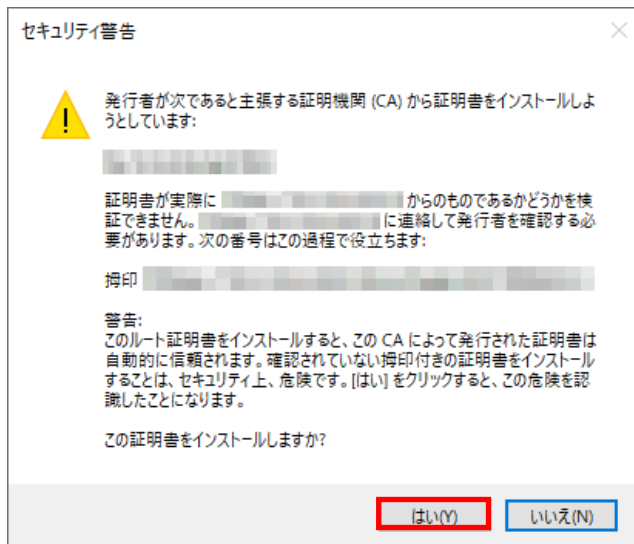 セキュリティ警告
発行者が次であると主張する証明機関 (CA) から証明書をインストールしよ
うとしています:
証明書が実際に からのものであるかどうかを検
証できません。 に連絡して発行者を確認する必
要があります。次の番号はこの過程で役立ちます:
拇印
警告:
このルート証明書をインストールすると、この CA によって発行された証明書は
自動的に信頼されます。確認されていない拇印付きの証明書をインストール
することは、セキュリティ上、危険です。[はい] をクリックすると、この危険を認
識したことになります。
この証明書をインストールしますか?
はい(Y) いいえ(N)